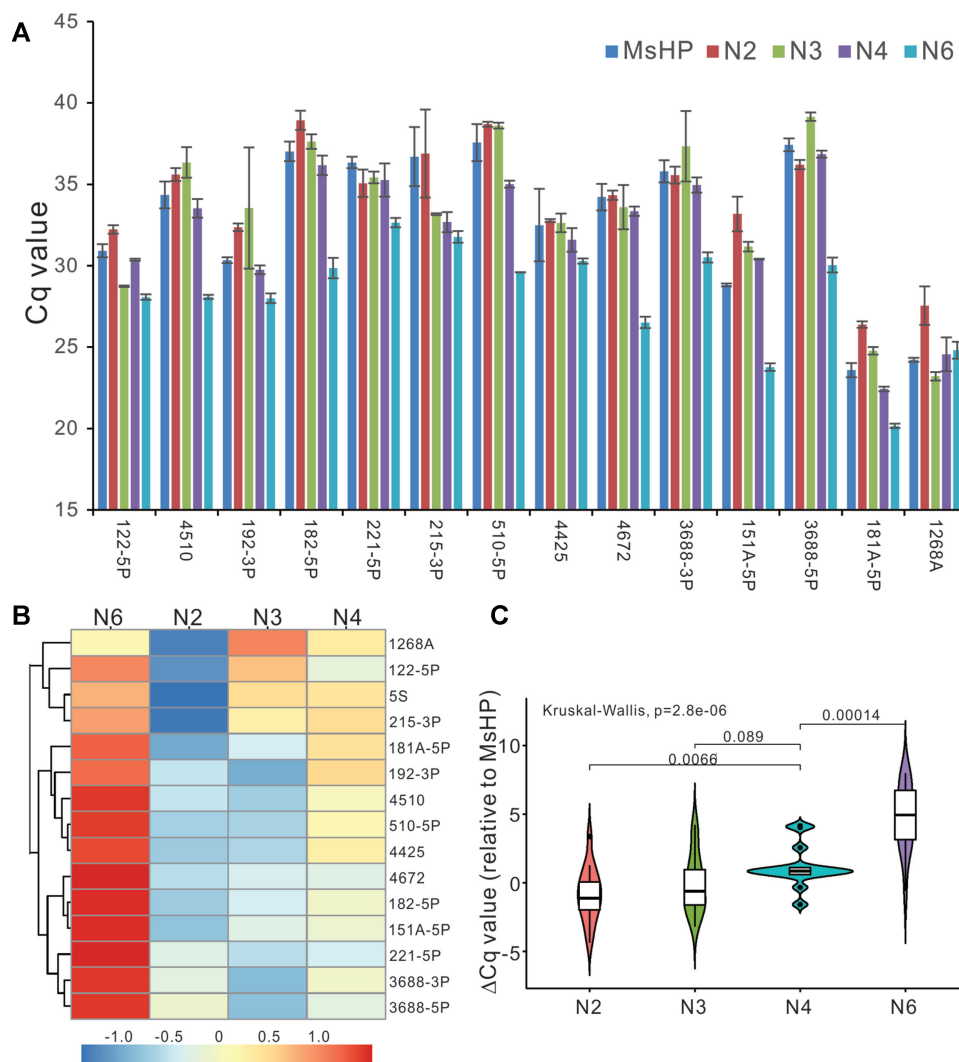 A
45
40
35
30
25
20
15
Cq value
MsHP N2 N3 N4 N6
122-5P 4510 192-3P 182-5P 221-5P 215-3P 510-5P 4425 4672 3688-3P 151A-5P 3688-5P 181A-5P 1268A
B
N6 N2 N3 N4
1268A
122-5P
5S
215-3P
181A-5P
192-3P
4510
510-5P
4425
4672
182-5P
151A-5P
221-5P
3688-3P
3688-5P
-1.0 -0.5 0 0.5 1.0
C
ΔCq value (relative to MsHP)
10
5
0
-5
Kruskal-Wallis, p=2.8e-06
0.00014
0.089
0.0066
N2 N3 N4 N6